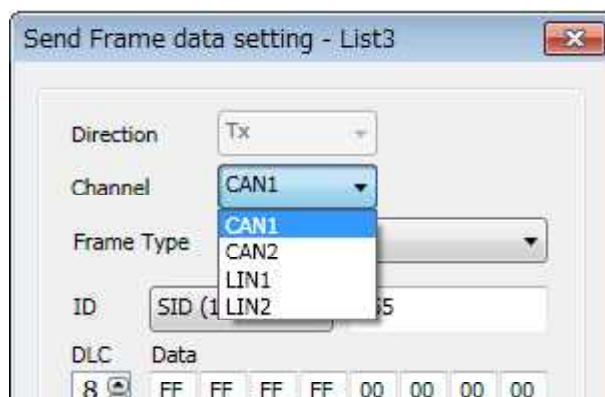 Send Frame data setting - List3
Direction Tx
Channel CAN1
CAN1
Frame Type
CAN2
LIN1
ID SID (1 LIN2
DLC Data
8 FF FF FF FF 00 00 00 00